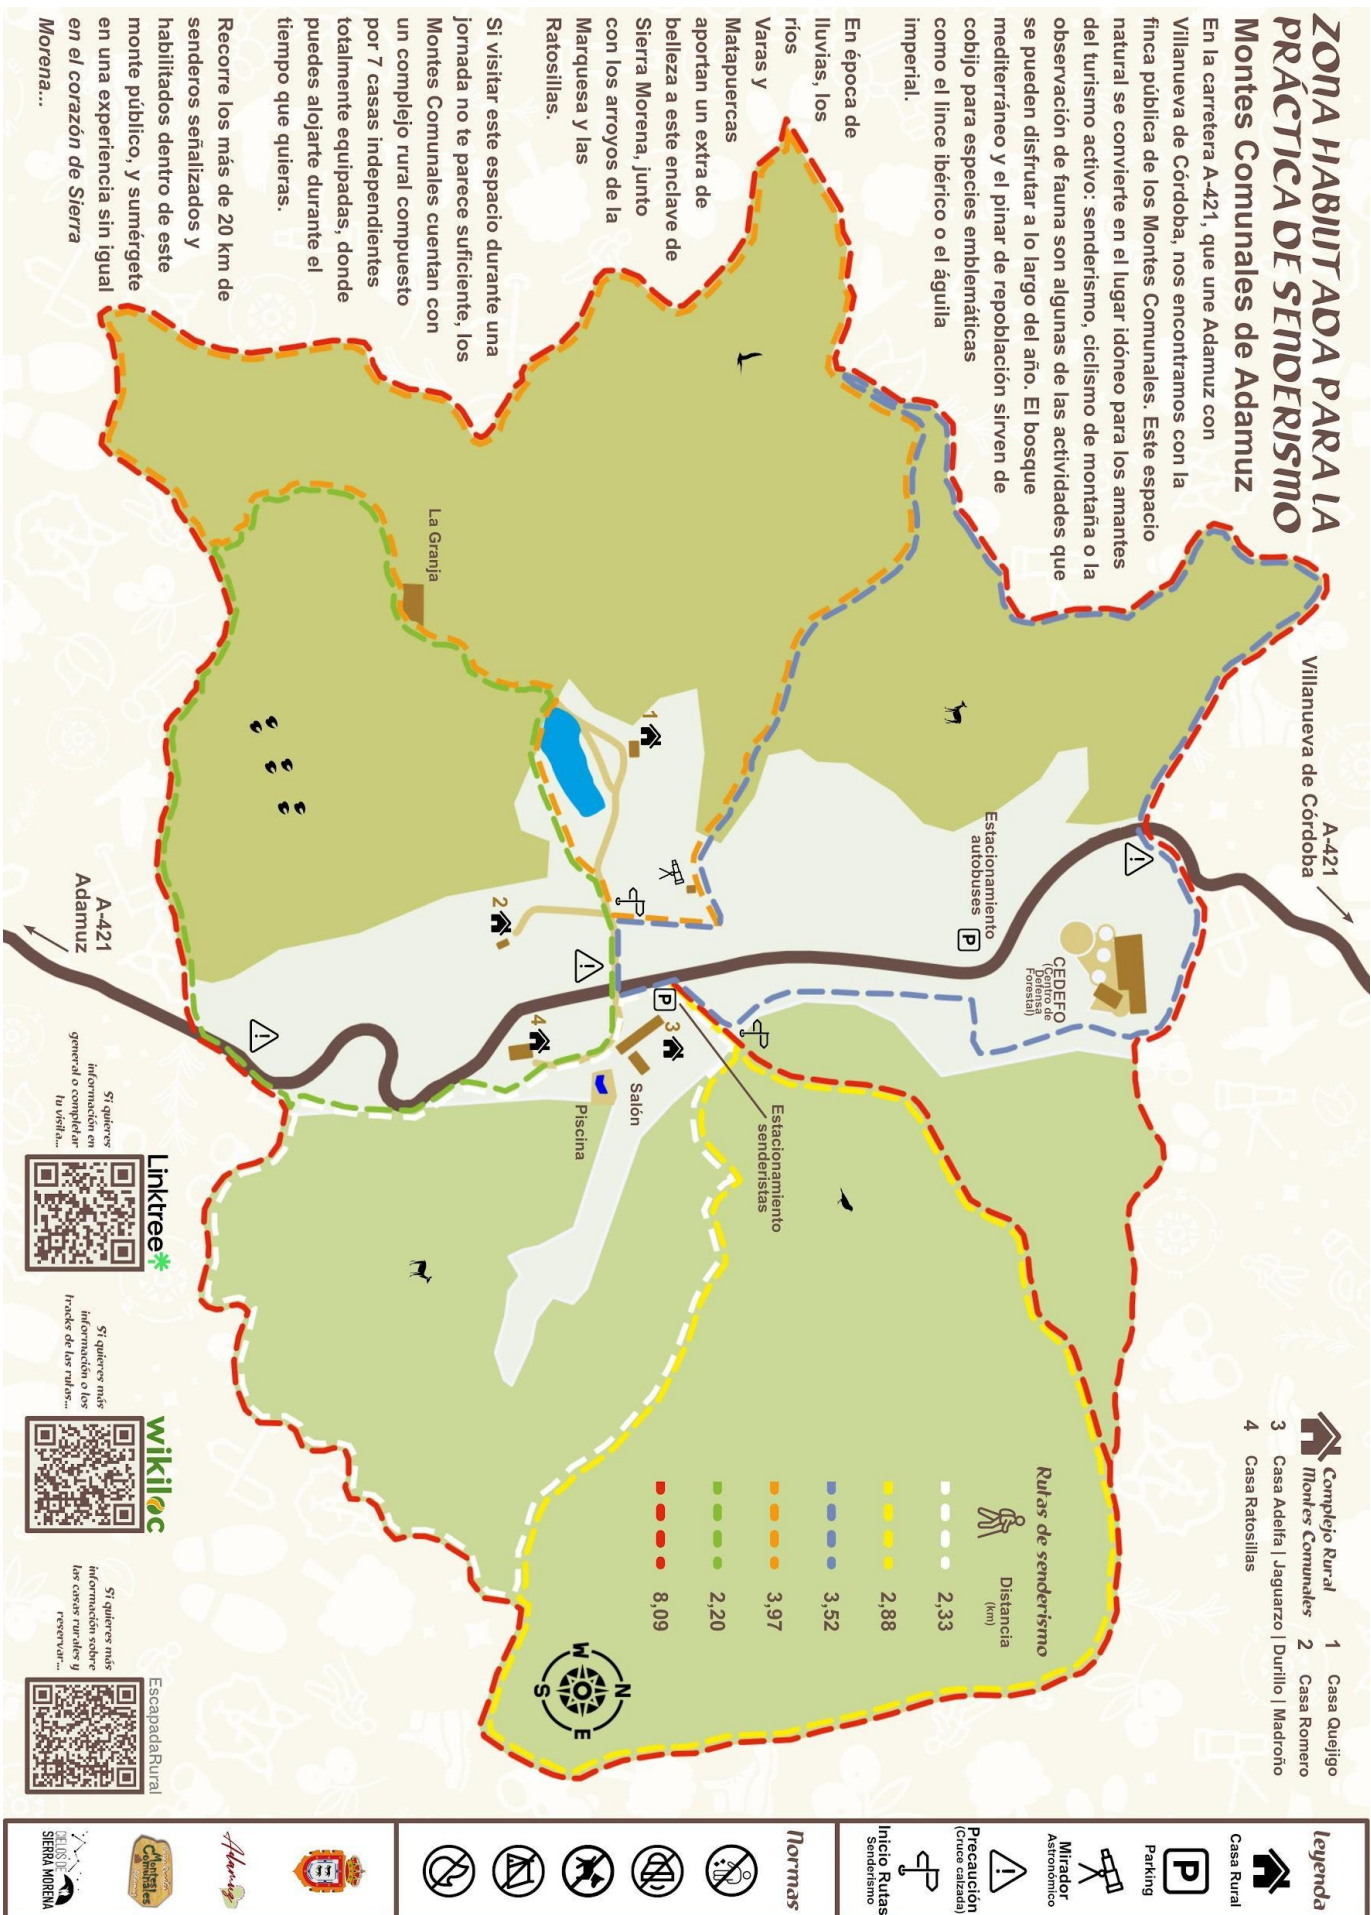 ZONA HABILITADA PARA LA
PRÁCTICA DE SENDERISMO
Montes Comunales de Adamuz
En la carretera A-421, que une Adamuz con
Villanueva de Córdoba, nos encontramos con la
finca pública de los Montes Comunales. Este espacio
natural se convierte en el lugar idóneo para los amantes
del turismo activo: senderismo, ciclismo de montaña o la
observación de fauna son algunas de las actividades que
se pueden disfrutar a lo largo del año. El bosque
mediterráneo y el pinar de repoblación sirven de
cobijo para especies emblemáticas
como el lince ibérico o el águila
imperial.
En época de
lluvias, los
ríos
Varas y
Matapuercas
aportan un extra de
belleza a este enclave de
Sierra Morena, junto
con los arroyos de la
Marquesa y las
Ratosillas.
Si visitar este espacio durante una
jornada no te parece suficiente, los
Montes Comunales cuentan con
un complejo rural compuesto
por 7 casas independientes
totalmente equipadas, donde
puedes alojarte durante el
tiempo que quieras.
Recorre los más de 20 km de
senderos señalizados y
habilitados dentro de este
monte público, y sumérgete
en una experiencia sin igual
en el corazón de Sierra
Morena...
A-421
Villanueva de Córdoba
Estacionamiento
autobuses
P
CEDEFO
(Centro de
Defensa
Forestal)
La Granja
1
2
3
4
P
Salón
Piscina
Estacionamiento
senderistas
A-421
Adamuz
Complejo Rural
Montes Comunales
1 Casa Quejigo
2 Casa Romero
3 Casa Adelfa | Jaguarzo | Durillo | Madroño
4 Casa Ratosillas
Rutas de senderismo
Distancia
(km)
2,33
2,88
3,52
3,97
2,20
8,09
N
W
E
S
Si quieres
información en
general o completar
tu visita...
Linktree
Si quieres más
información o los
tracks de las rutas...
wikiloc
Si quieres más
información sobre
las casas rurales y
reservar...
EscapadaRural
leyenda
Casa Rural
P
Parking
Mirador
Astronómico
Precaución
(Cruce calzada)
Inicio Rutas
Senderismo
Normas
Adamuz
Montes
Comunales
CIELOS DE
SIERRA MORENA